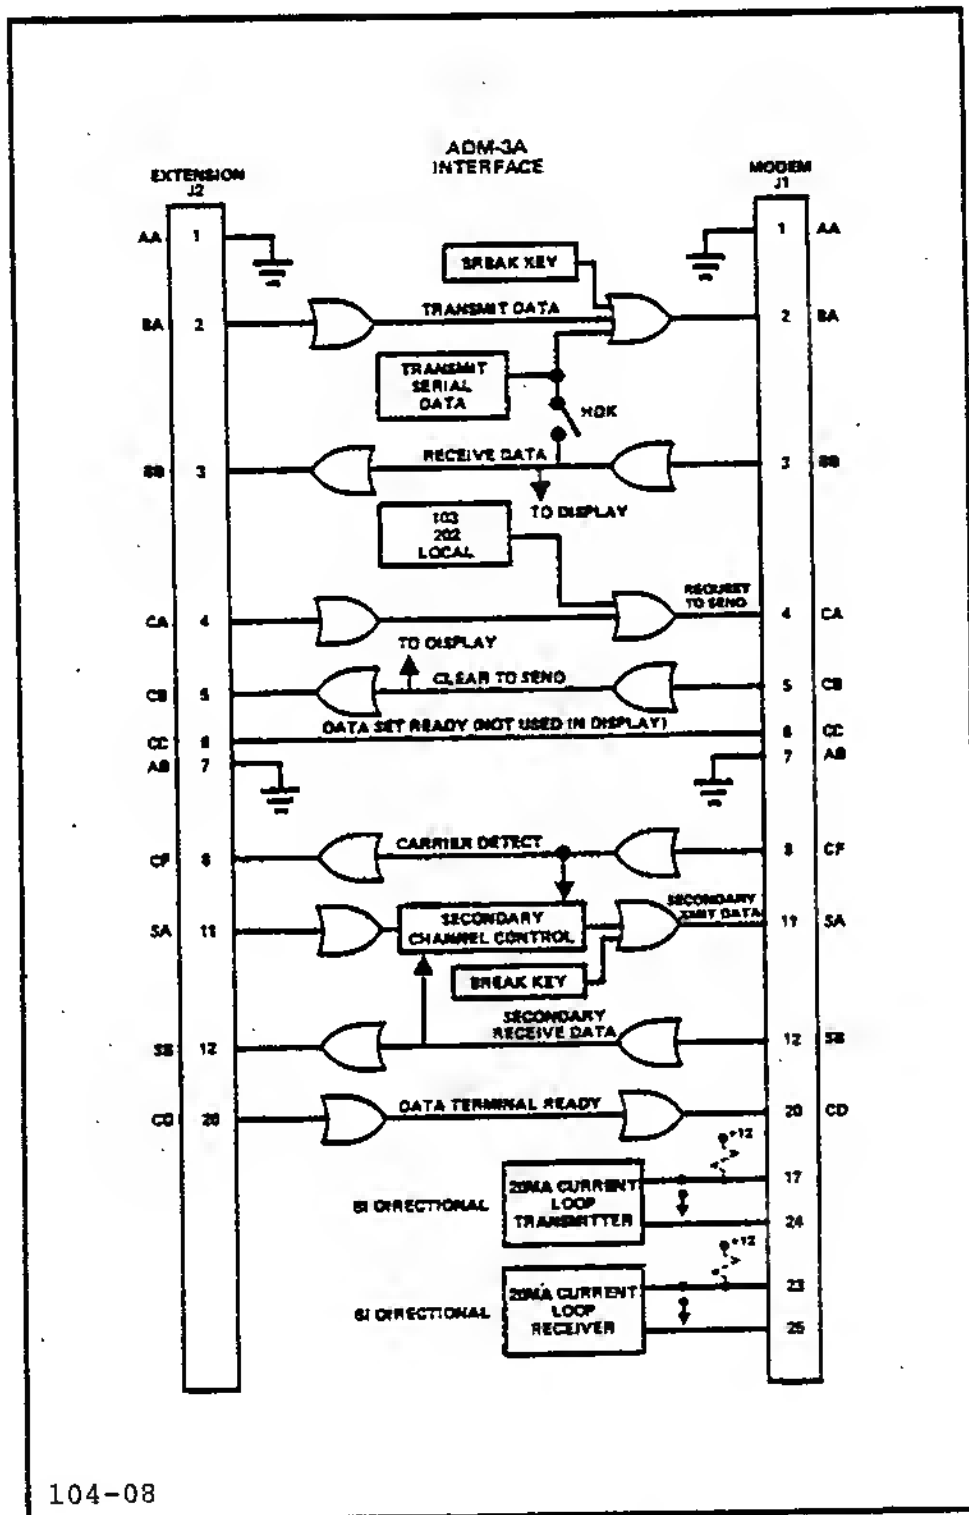 ADM-3A
INTERFACE
EXTENSION
J2
MODEM
J1
AA 1
1 AA
BREAK KEY
BA 2
TRANSMIT DATA
2 BA
TRANSMIT
SERIAL
DATA
HDX
BB 3
RECEIVE DATA
3 BB
TO DISPLAY
103
202
LOCAL
REQUEST
TO SEND
CA 4
4 CA
TO DISPLAY
CB 5
CLEAR TO SEND
5 CB
DATA SET READY (NOT USED IN DISPLAY)
CC 6
6 CC
AB 7
7 AB
CF 8
CARRIER DETECT
8 CF
SECONDARY
XMIT DATA
SA 11
SECONDARY
CHANNEL CONTROL
11 SA
BREAK KEY
SECONDARY
RECEIVE DATA
SB 12
12 SB
CD 20
DATA TERMINAL READY
20 CD
+12
BI DIRECTIONAL
20MA CURRENT
LOOP
TRANSMITTER
17
24
+12
BI DIRECTIONAL
20MA CURRENT
LOOP
RECEIVER
23
25
104-08